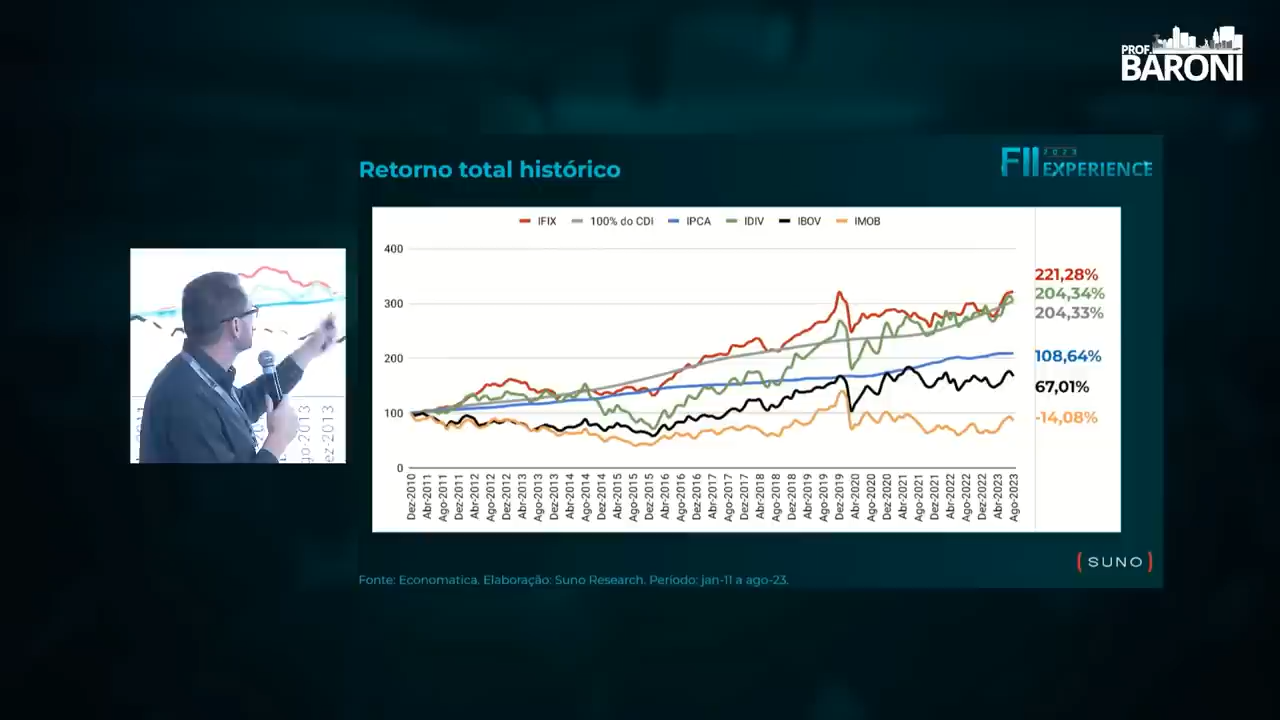 PROF.
BARONI
Retorno total histórico
FII 2023
EXPERIENCE
IFIX 100% do CDI IPCA IDIV IBOV IMOB
400
300
200
100
0
221,28%
204,34%
204,33%
108,64%
67,01%
-14,08%
Dez-2010 Abr-2011 Ago-2011 Dez-2011 Abr-2012 Ago-2012 Dez-2012 Abr-2013 Ago-2013 Dez-2013 Abr-2014 Ago-2014 Dez-2014 Abr-2015 Ago-2015 Dez-2015 Abr-2016 Ago-2016 Dez-2016 Abr-2017 Ago-2017 Dez-2017 Abr-2018 Ago-2018 Dez-2018 Abr-2019 Ago-2019 Dez-2019 Abr-2020 Ago-2020 Dez-2020 Abr-2021 Ago-2021 Dez-2021 Abr-2022 Ago-2022 Dez-2022 Abr-2023 Ago-2023
go-2013
ez-2013
(SUNO)
Fonte: Economatica. Elaboração: Suno Research. Período: jan-11 a ago-23.